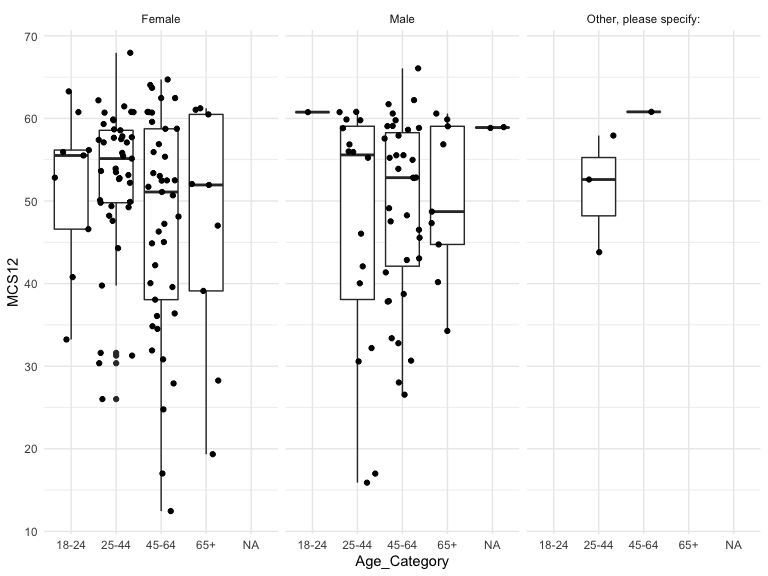 Female Male Other, please specify:
70
60
50
40
30
20
10
MCS12
18-24 25-44 45-64 65+ NA 18-24 25-44 45-64 65+ NA 18-24 25-44 45-64 65+ NA
Age_Category